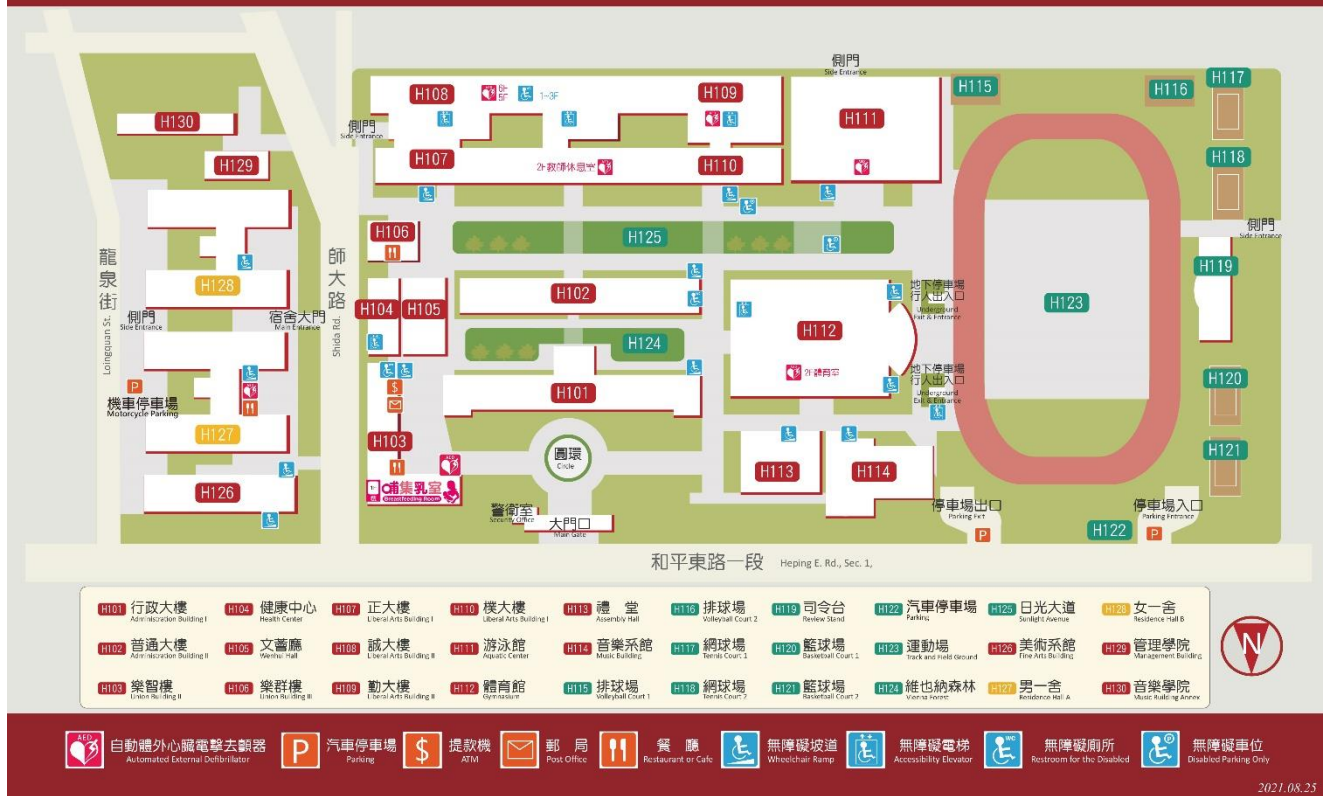 側門
Side Entrance
H115
H116
H117
H108
6F
5F
1~3F
H109
H111
H130
側門
Side Entrance
H129
H107
2F教師休息室
H110
H118
H106
H125
側門
Side Entrance
龍泉街
Loingquan St.
師大路
Shida Rd.
H128
H104
H105
H102
地下停車場
行人出入口
Underground
Exit & Entrance
H119
H123
側門
Side Entrance
宿舍大門
Main Entrance
H124
H112
2F體育室
地下停車場
行人出入口
Underground
Exit & Entrance
H120
P
機車停車場
Motorcycle Parking
$
H101
H127
H103
圓環
Circle
H113
H114
H121
H126
AED
哺集乳室
Breastfeeding Room
警衛室
Security Office
大門口
Main Gate
停車場出口
Parking Exit
P
H122
停車場入口
Parking Entrance
P
和平東路一段 Heping E. Rd., Sec. 1,
H101 行政大樓 Administration Building I
H104 健康中心 Health Center
H107 正大樓 Liberal Arts Building I
H110 樸大樓 Liberal Arts Building I
H113 禮 堂 Assembly Hall
H116 排球場 Volleyball Court 2
H119 司令台 Review Stand
H122 汽車停車場 Parking
H125 日光大道 Sunlight Avenue
H128 女一舍 Residence Hall B
H102 普通大樓 Administration Building II
H105 文薈廳 Wenhui Hall
H108 誠大樓 Liberal Arts Building II
H111 游泳館 Aquatic Center
H114 音樂系館 Music Building
H117 網球場 Tennis Court 1
H120 籃球場 Basketball Court 1
H123 運動場 Track and Field Ground
H126 美術系館 Fine Arts Building
H129 管理學院 Management Building
H103 樂智樓 Union Building II
H106 樂群樓 Union Building III
H109 勤大樓 Liberal Arts Building II
H112 體育館 Gymnasium
H115 排球場 Volleyball Court 1
H118 網球場 Tennis Court 2
H121 籃球場 Basketball Court 2
H124 維也納森林 Vienna Forest
H127 男一舍 Residence Hall A
H130 音樂學院 Music Building Annex
N
AED 自動體外心臟電擊去顫器 Automated External Defibrillator
P 汽車停車場 Parking
$ 提款機 ATM
郵 局 Post Office
餐 廳 Restaurant or Cafe
無障礙坡道 Wheelchair Ramp
無障礙電梯 Accessibility Elevator
WC 無障礙廁所 Restroom for the Disabled
P 無障礙車位 Disabled Parking Only
2021.08.25